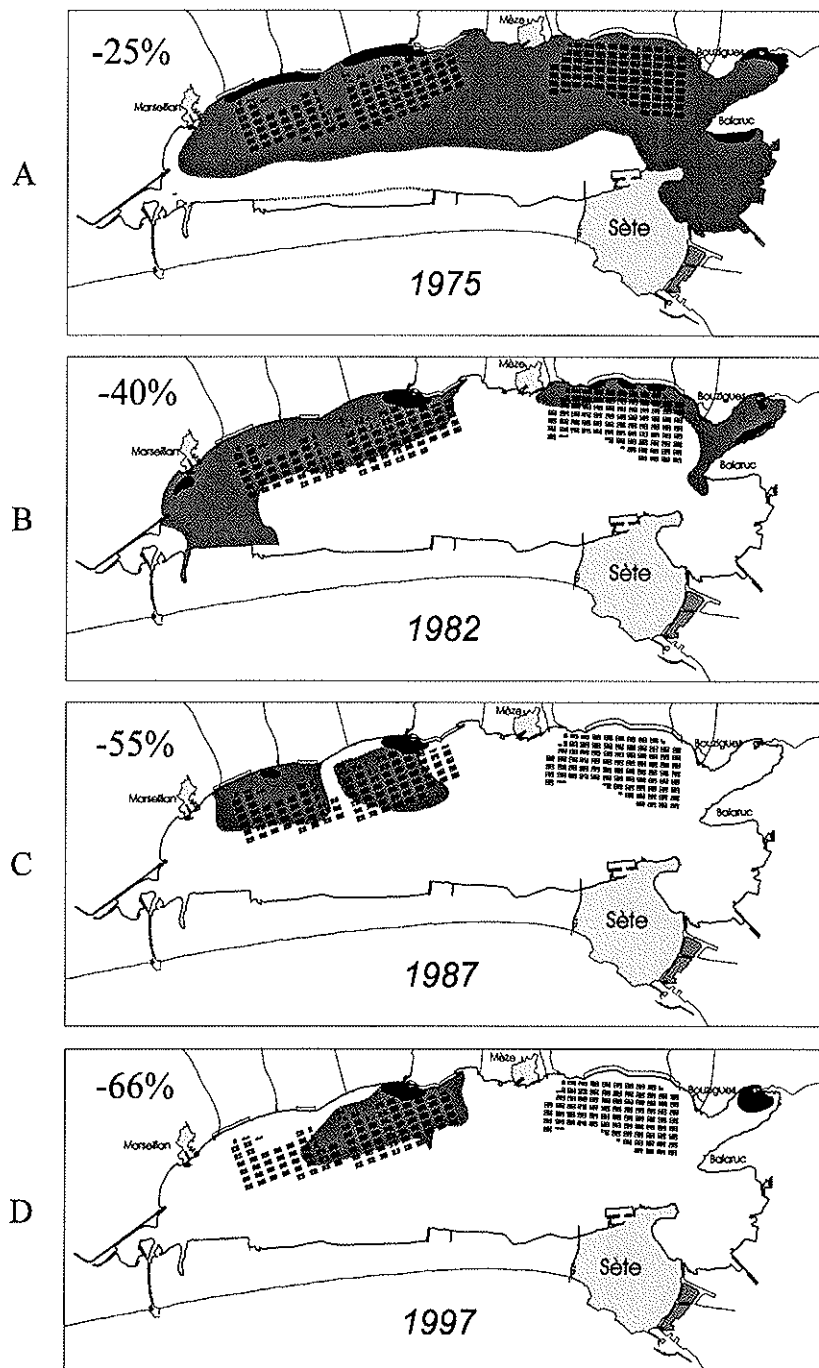 A
-25%
Mèze
Bouzigues
Marseillan
Balaruc
Sète
1975
B
-40%
Mèze
Bouzigues
Marseillan
Balaruc
Sète
1982
C
-55%
Mèze
Bouzigues
Marseillan
Balaruc
Sète
1987
D
-66%
Mèze
Bouzigues
Marseillan
Balaruc
Sète
1997